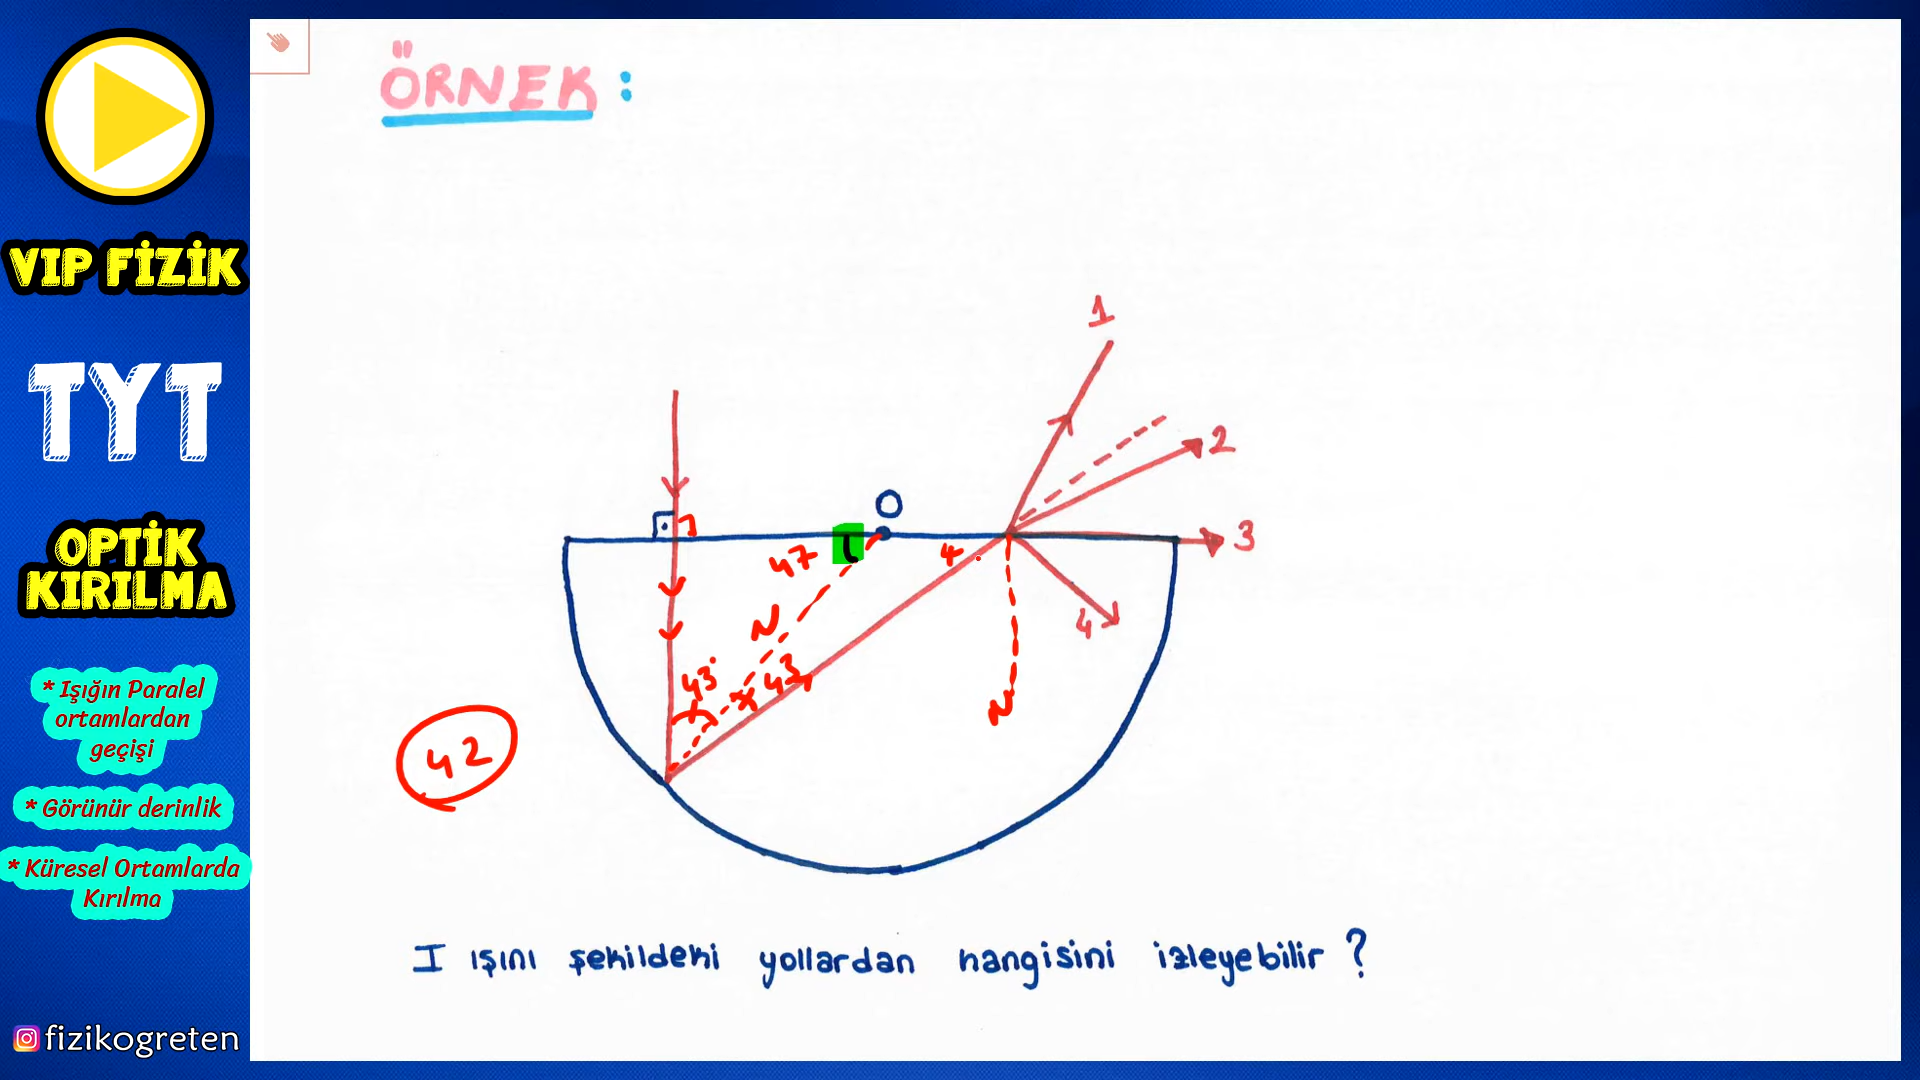 ÖRNEK :
VIP FİZİK
TYT
OPTİK
KIRILMA
* Işığın Paralel
ortamlardan
geçişi
* Görünür derinlik
* Küresel Ortamlarda
Kırılma
fizikogreten
1
2
O
3
47
4
N
4
43°
43
N
42
I ışını şekildeki yollardan hangisini izleyebilir ?